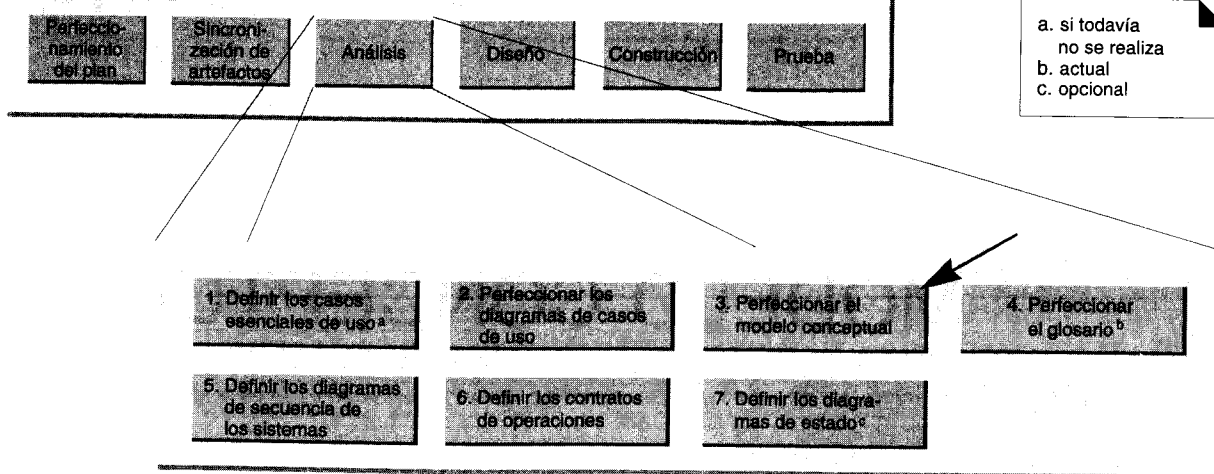 Perfeccio-
namiento
del plan
Sincroni-
zación de
artefactos
Análisis
Diseño
Construcción
Prueba
a. si todavía
no se realiza
b. actual
c. opcional
1. Definir los casos
esenciales de uso a
2. Perfeccionar los
diagramas de casos
de uso
3. Perfeccionar el
modelo conceptual
4. Perfeccionar
el glosario b
5. Definir los diagramas
de secuencia de
los sistemas
6. Definir los contratos
de operaciones
7. Definir los diagra-
mas de estado c